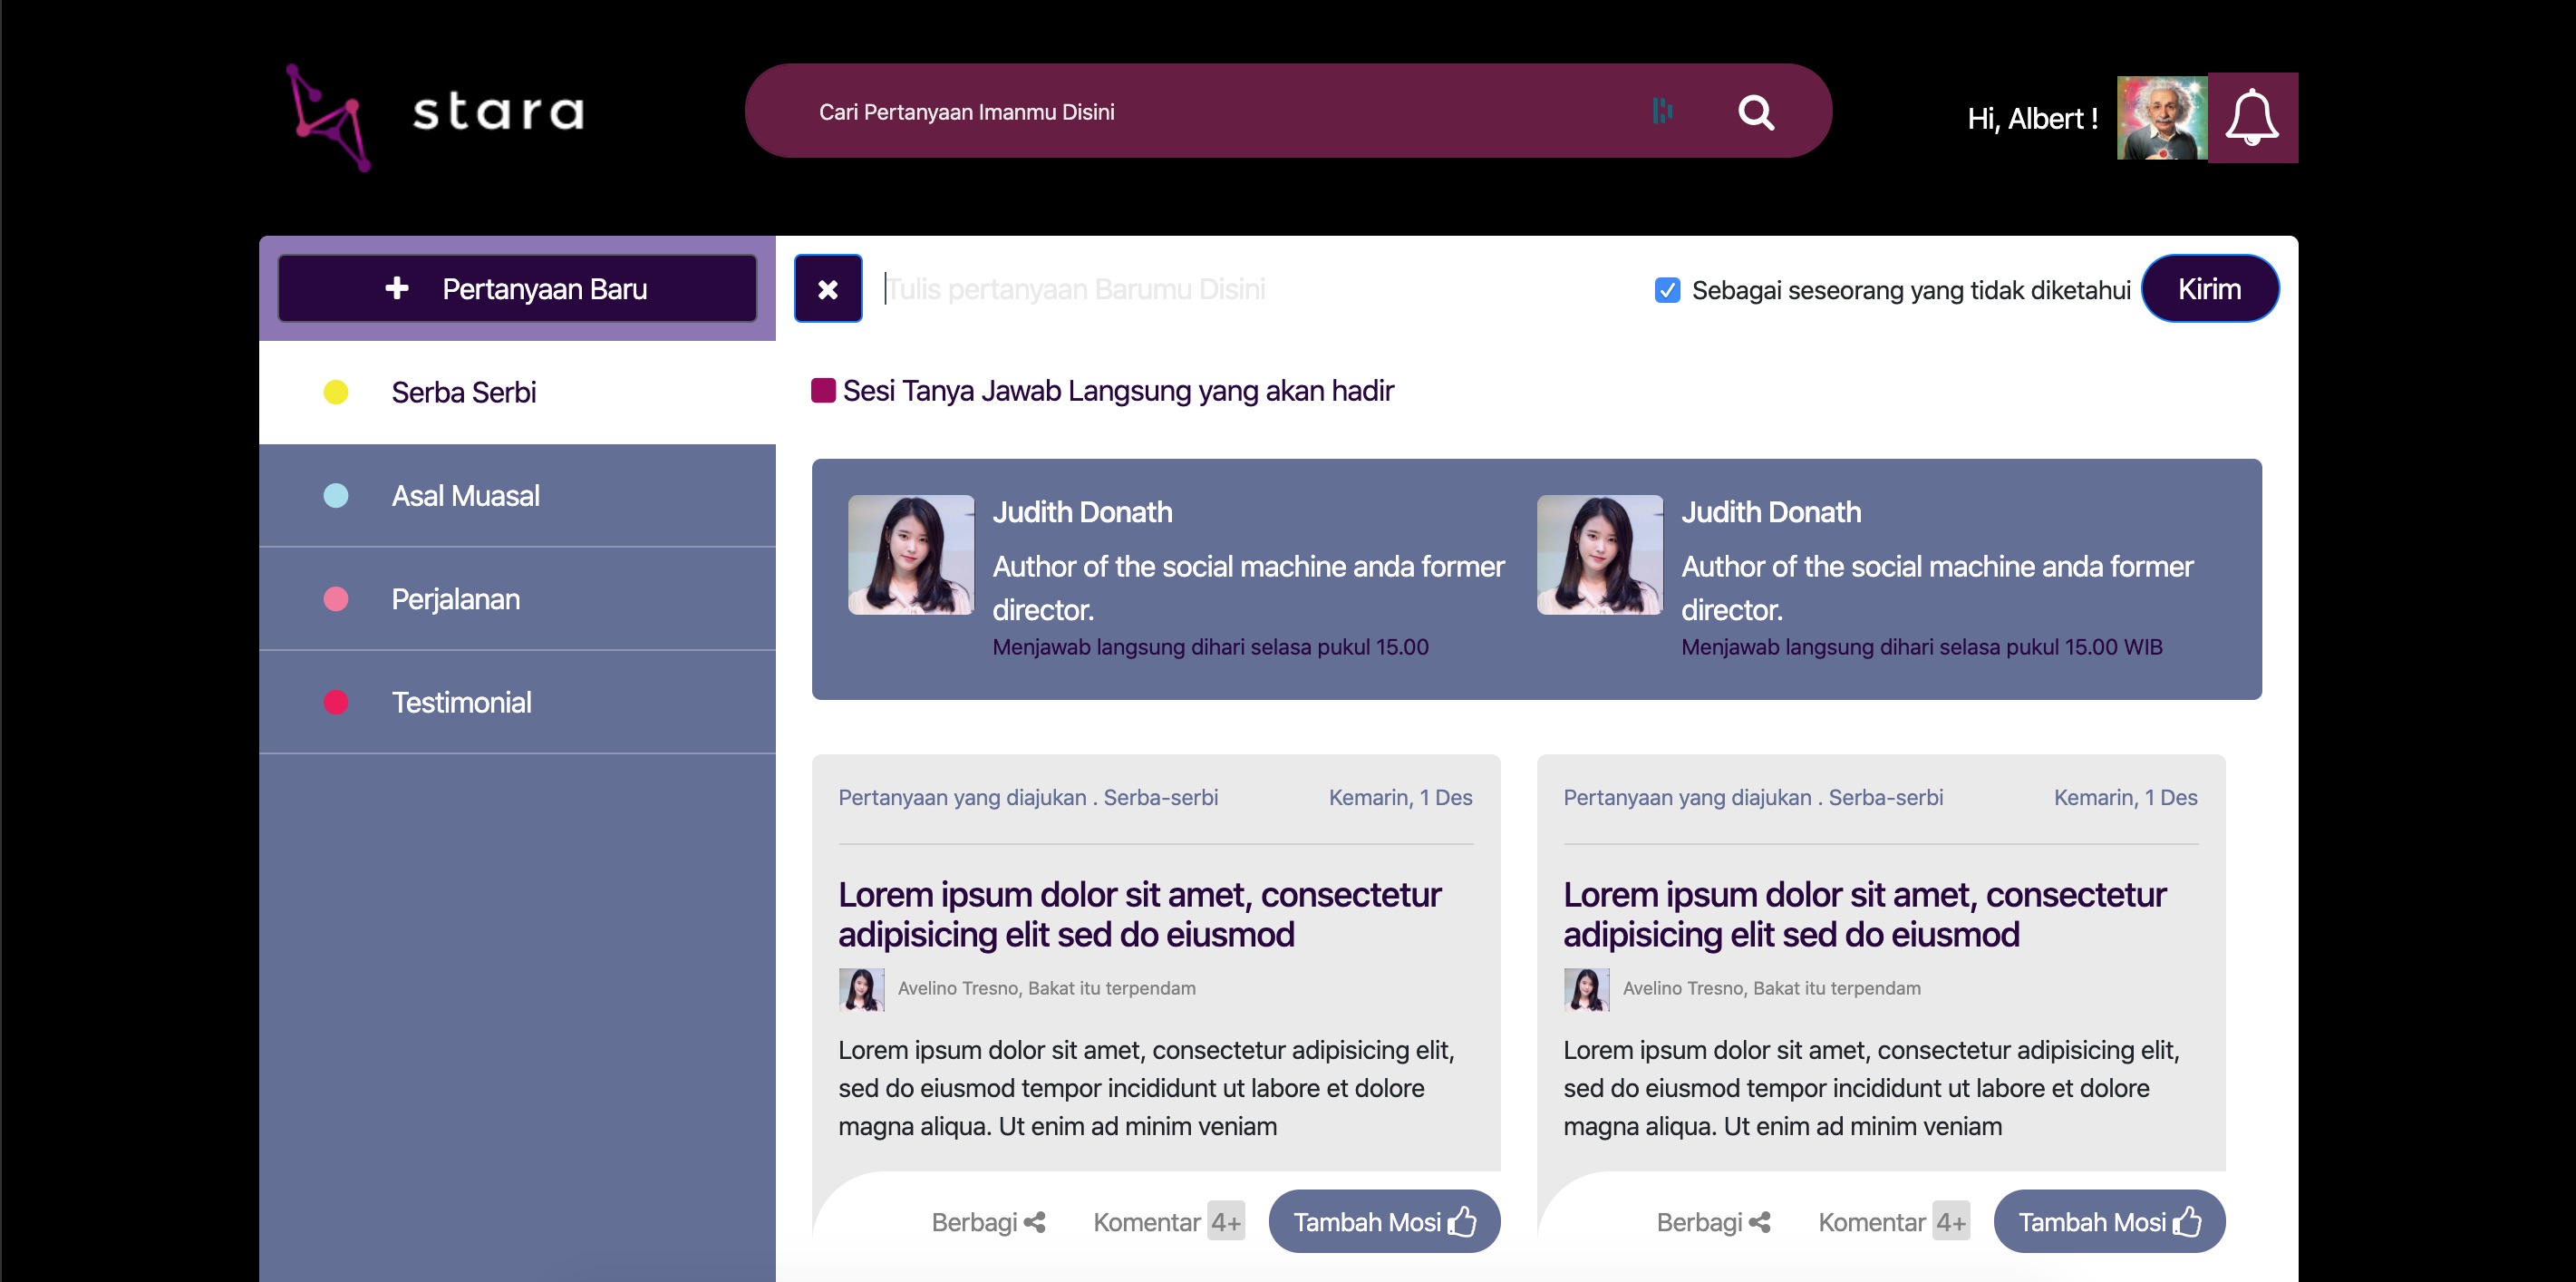 stara
Cari Pertanyaan Imanmu Disini
Hi, Albert !
Pertanyaan Baru
Tulis pertanyaan Barumu Disini
Sebagai seseorang yang tidak diketahui
Kirim
Serba Serbi
Asal Muasal
Perjalanan
Testimonial
Sesi Tanya Jawab Langsung yang akan hadir
Judith Donath
Author of the social machine anda former
director.
Menjawab langsung dihari selasa pukul 15.00
Judith Donath
Author of the social machine anda former
director.
Menjawab langsung dihari selasa pukul 15.00 WIB
Pertanyaan yang diajukan . Serba-serbi
Kemarin, 1 Des
Lorem ipsum dolor sit amet, consectetur
adipisicing elit sed do eiusmod
Avelino Tresno, Bakat itu terpendam
Lorem ipsum dolor sit amet, consectetur adipisicing elit,
sed do eiusmod tempor incididunt ut labore et dolore
magna aliqua. Ut enim ad minim veniam
Berbagi
Komentar 4+
Tambah Mosi
Pertanyaan yang diajukan . Serba-serbi
Kemarin, 1 Des
Lorem ipsum dolor sit amet, consectetur
adipisicing elit sed do eiusmod
Avelino Tresno, Bakat itu terpendam
Lorem ipsum dolor sit amet, consectetur adipisicing elit,
sed do eiusmod tempor incididunt ut labore et dolore
magna aliqua. Ut enim ad minim veniam
Berbagi
Komentar 4+
Tambah Mosi